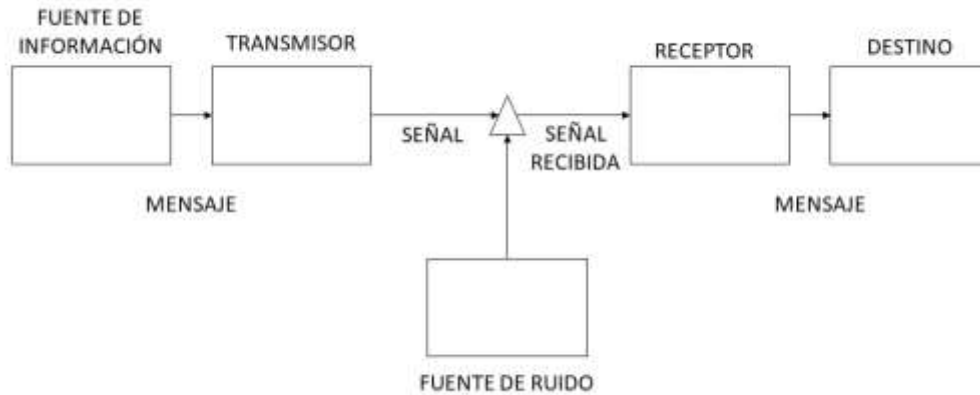 FUENTE DE
INFORMACIÓN
TRANSMISOR
RECEPTOR
DESTINO
SEÑAL
SEÑAL
RECIBIDA
MENSAJE
MENSAJE
FUENTE DE RUIDO